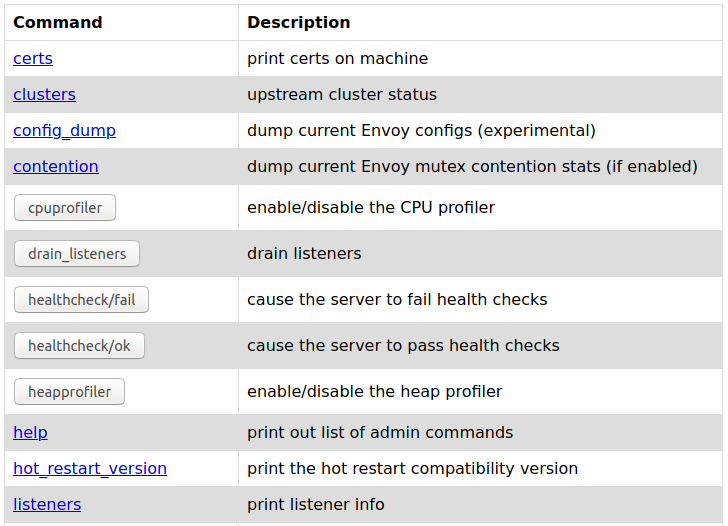 Command Description
certs print certs on machine
clusters upstream cluster status
config_dump dump current Envoy configs (experimental)
contention dump current Envoy mutex contention stats (if enabled)
cpuprofiler enable/disable the CPU profiler
drain_listeners drain listeners
healthcheck/fail cause the server to fail health checks
healthcheck/ok cause the server to pass health checks
heapprofiler enable/disable the heap profiler
help print out list of admin commands
hot_restart_version print the hot restart compatibility version
listeners print listener info